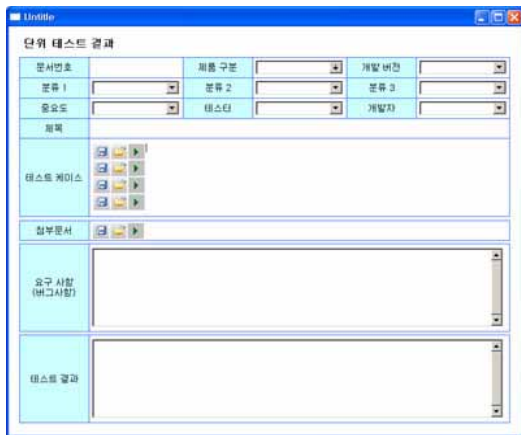 Untitle
단위 테스트 결과
문서번호 제품 구분 개발 버전
분류 1 분류 2 분류 3
중요도 테스터 개발자
제목
테스트 케이스
첨부문서
요구 사항
(버그사항)
테스트 결과